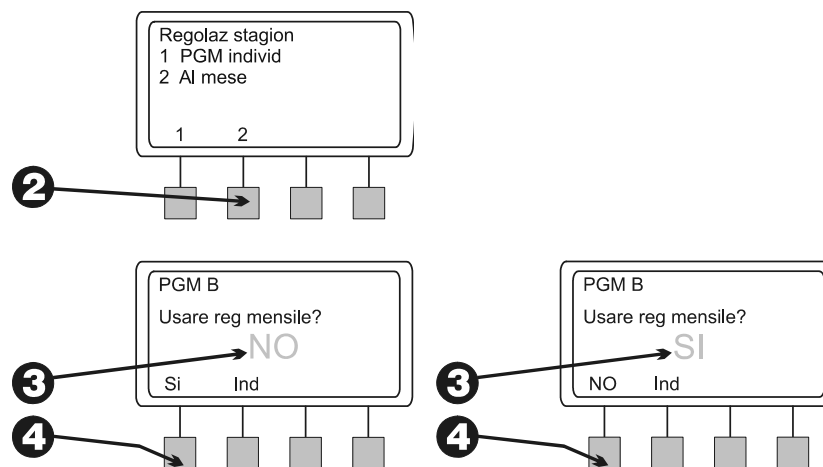 Regolaz stagion
1 PGM individ
2 Al mese
1 2
2
PGM B
Usare reg mensile?
NO
3
Si Ind
4
PGM B
Usare reg mensile?
SI
3
NO Ind
4